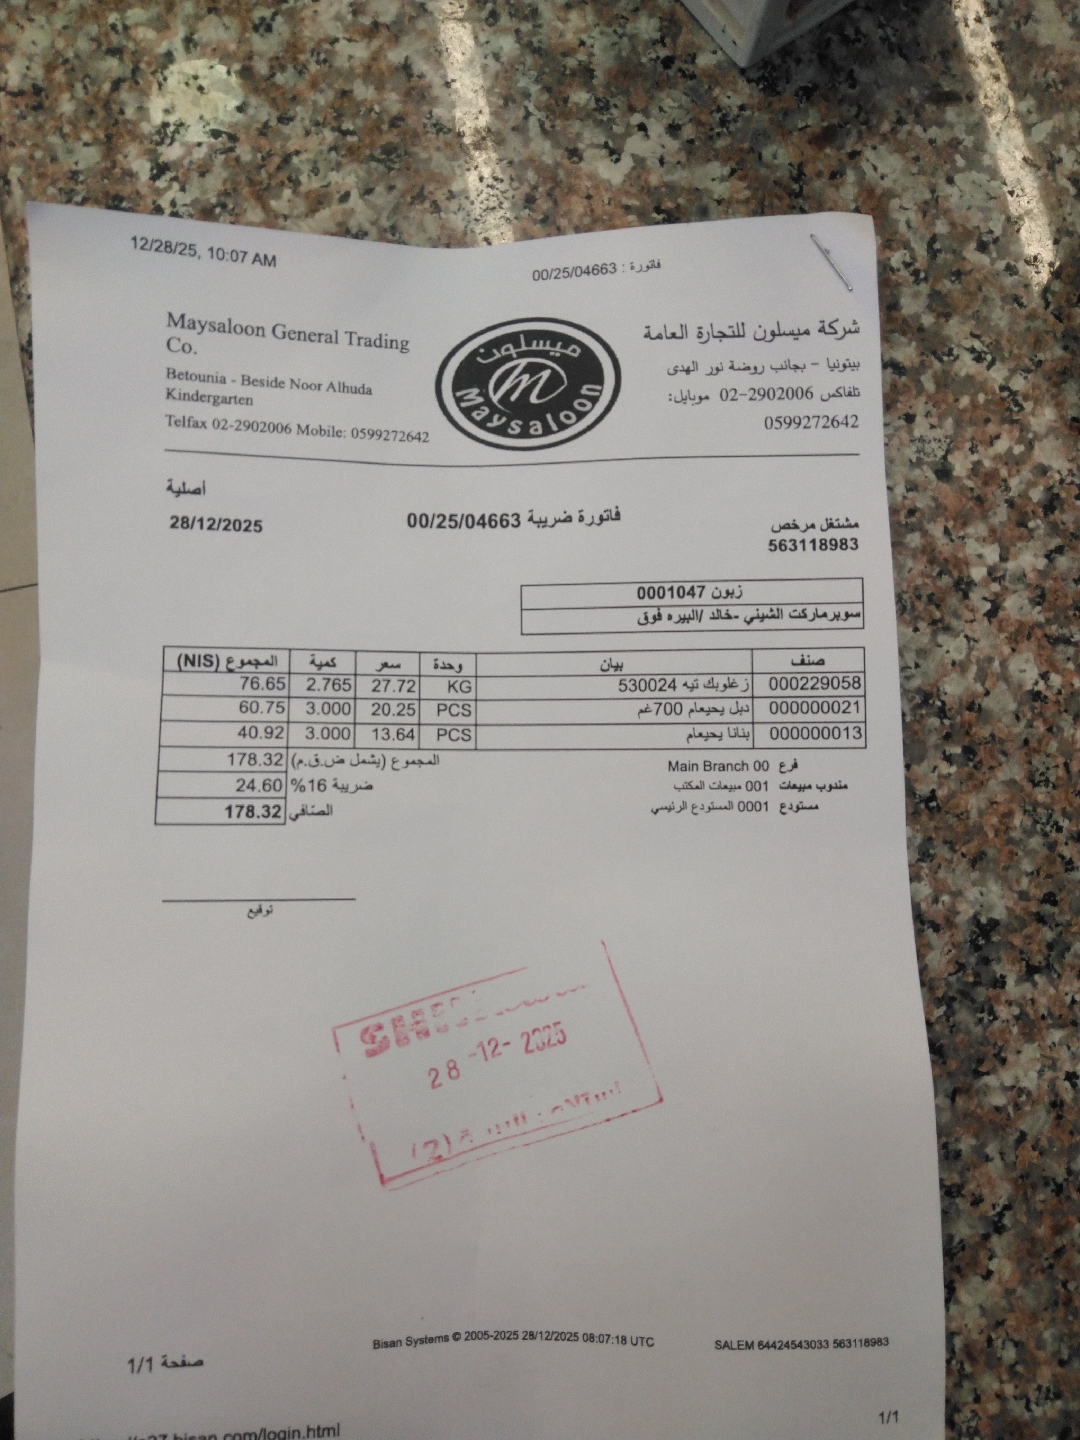 12/28/25, 10:07 AM
فاتورة : 00/25/04663
Maysaloon General Trading
Co.
Betounia - Beside Noor Alhuda
Kindergarten
Telfax 02-2902006 Mobile: 0599272642
ميسلون
m
Maysaloon
شركة ميسلون للتجارة العامة
بيتونيا - بجانب روضة نور الهدى
تلفاكس 2902006-02 موبايل:
0599272642
أصلية
28/12/2025
فاتورة ضريبة 00/25/04663
مشتغل مرخص
563118983
زبون 0001047
سوبرماركت الشيني -خالد /البيره فوق
صنف بيان وحدة سعر كمية المجموع (NIS)
000229058 زغلوبك تيه 530024 KG 27.72 2.765 76.65
000000021 دبل يحيعام 700غم PCS 20.25 3.000 60.75
000000013 بنانا يحيعام PCS 13.64 3.000 40.92
المجموع (يشمل ض.ق.م) 178.32
ضريبة 16% 24.60
الصافي 178.32
فرع 00 Main Branch
مندوب مبيعات 001 مبيعات المكتب
مستودع 0001 المستودع الرئيسي
توقيع
28 -12- 2025
(2)
Bisan Systems © 2005-2025 28/12/2025 08:07:18 UTC
SALEM 64424543033 563118983
صفحة 1/1
bisan.com/login.html
1/1